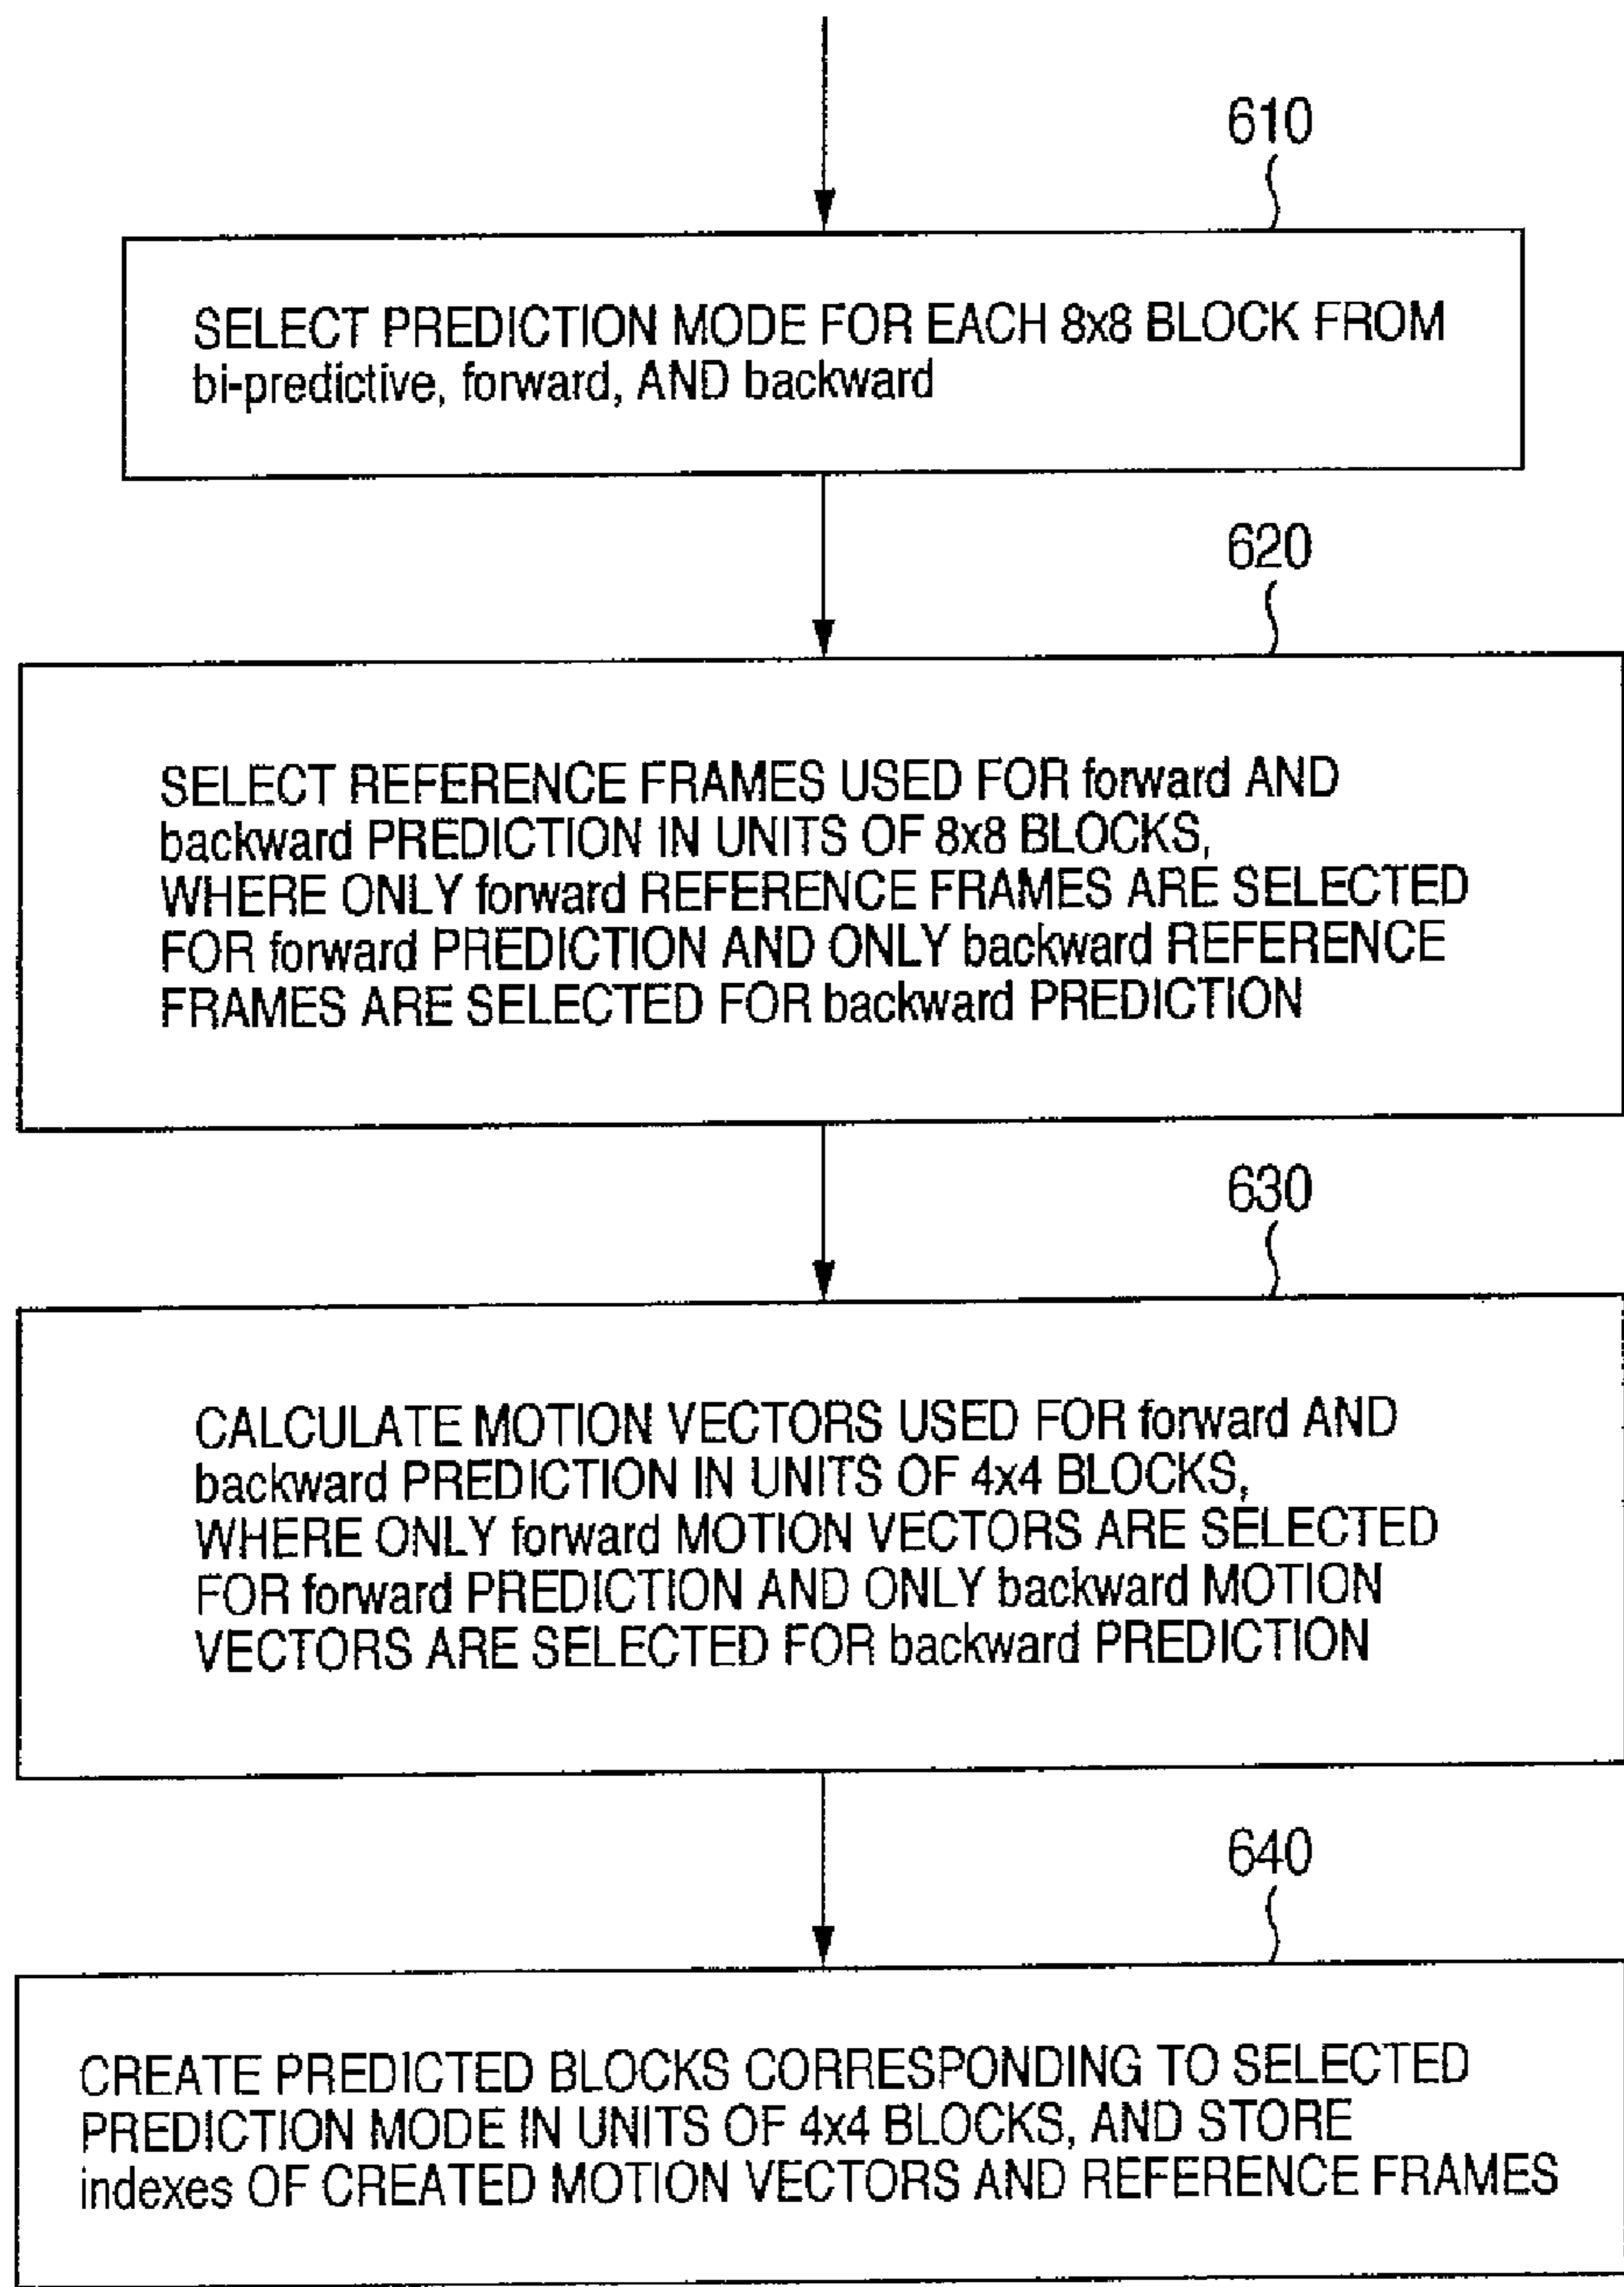 610
SELECT PREDICTION MODE FOR EACH 8x8 BLOCK FROM
bi-predictive, forward, AND backward
620
SELECT REFERENCE FRAMES USED FOR forward AND
backward PREDICTION IN UNITS OF 8x8 BLOCKS,
WHERE ONLY forward REFERENCE FRAMES ARE SELECTED
FOR forward PREDICTION AND ONLY backward REFERENCE
FRAMES ARE SELECTED FOR backward PREDICTION
630
CALCULATE MOTION VECTORS USED FOR forward AND
backward PREDICTION IN UNITS OF 4x4 BLOCKS,
WHERE ONLY forward MOTION VECTORS ARE SELECTED
FOR forward PREDICTION AND ONLY backward MOTION
VECTORS ARE SELECTED FOR backward PREDICTION
640
CREATE PREDICTED BLOCKS CORRESPONDING TO SELECTED
PREDICTION MODE IN UNITS OF 4x4 BLOCKS, AND STORE
indexes OF CREATED MOTION VECTORS AND REFERENCE FRAMES